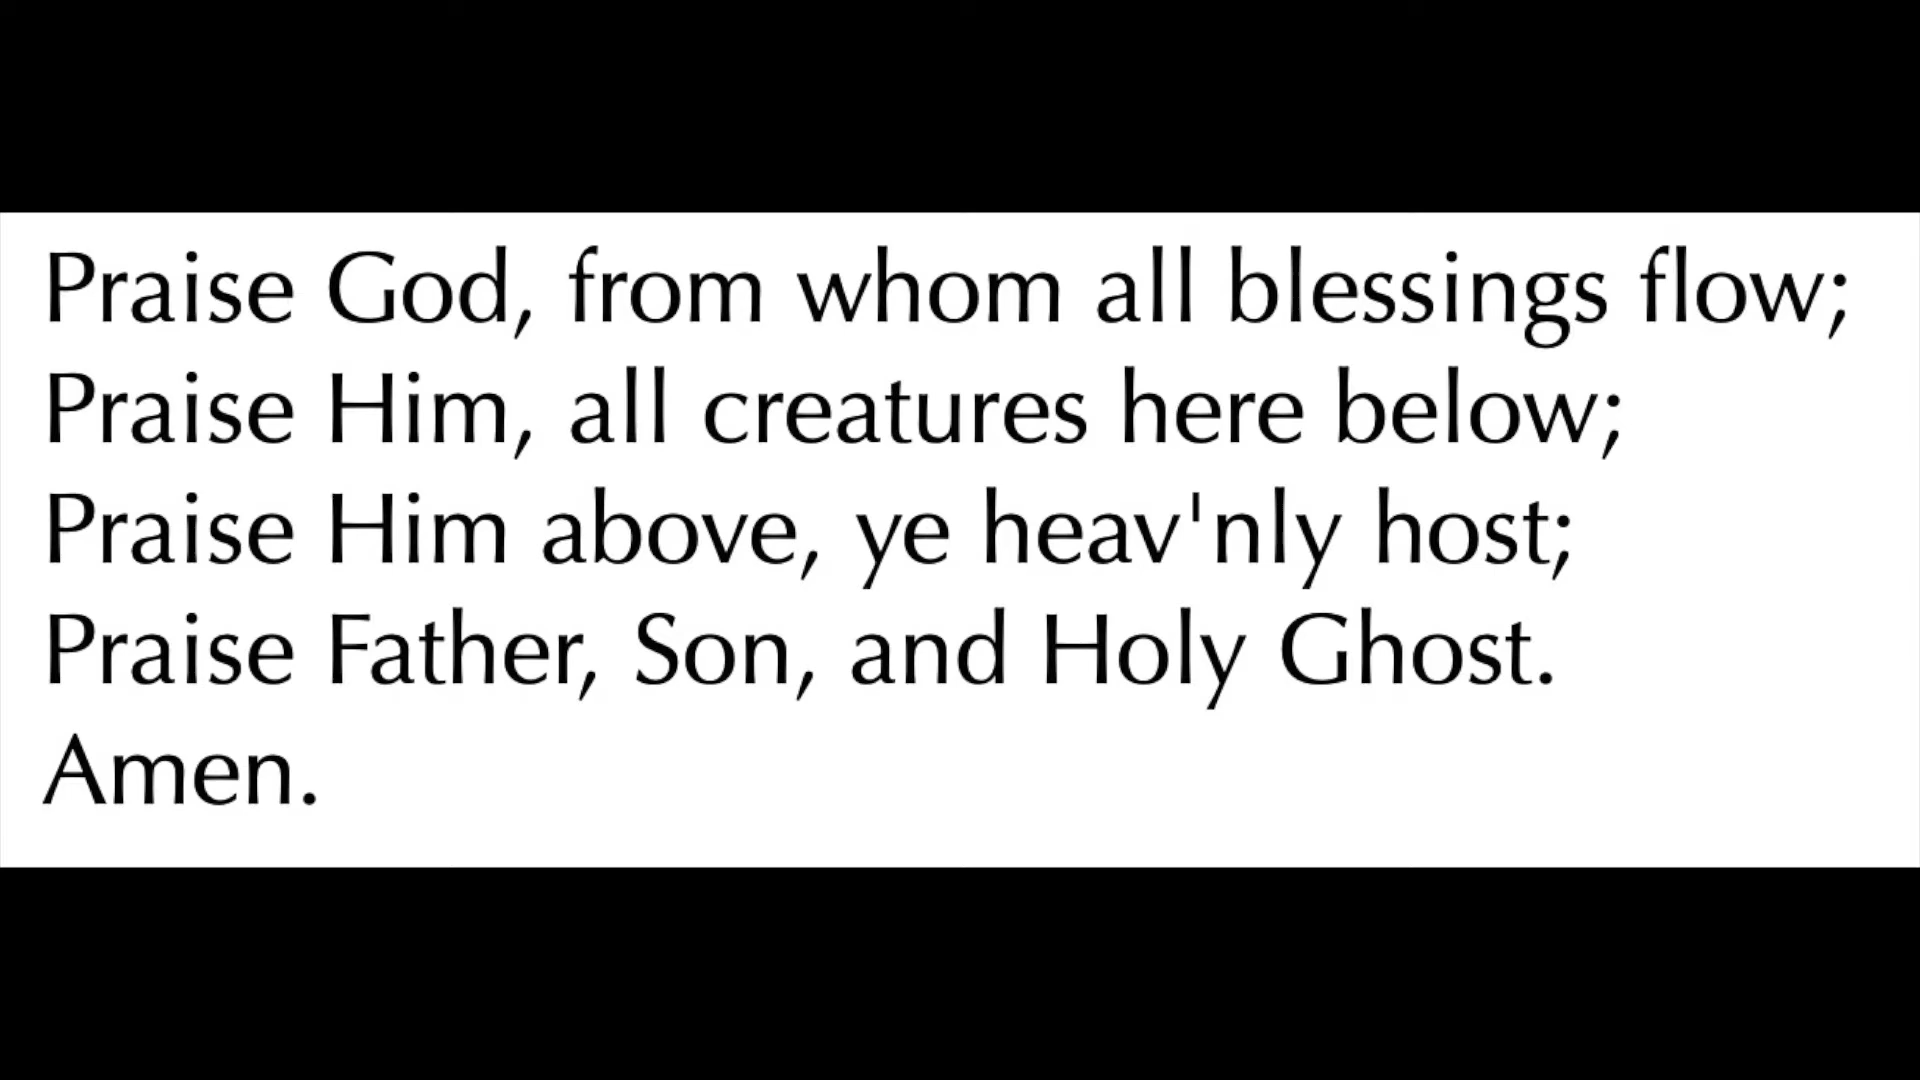 Praise God, from whom all blessings flow;
Praise Him, all creatures here below;
Praise Him above, ye heav'nly host;
Praise Father, Son, and Holy Ghost.
Amen.